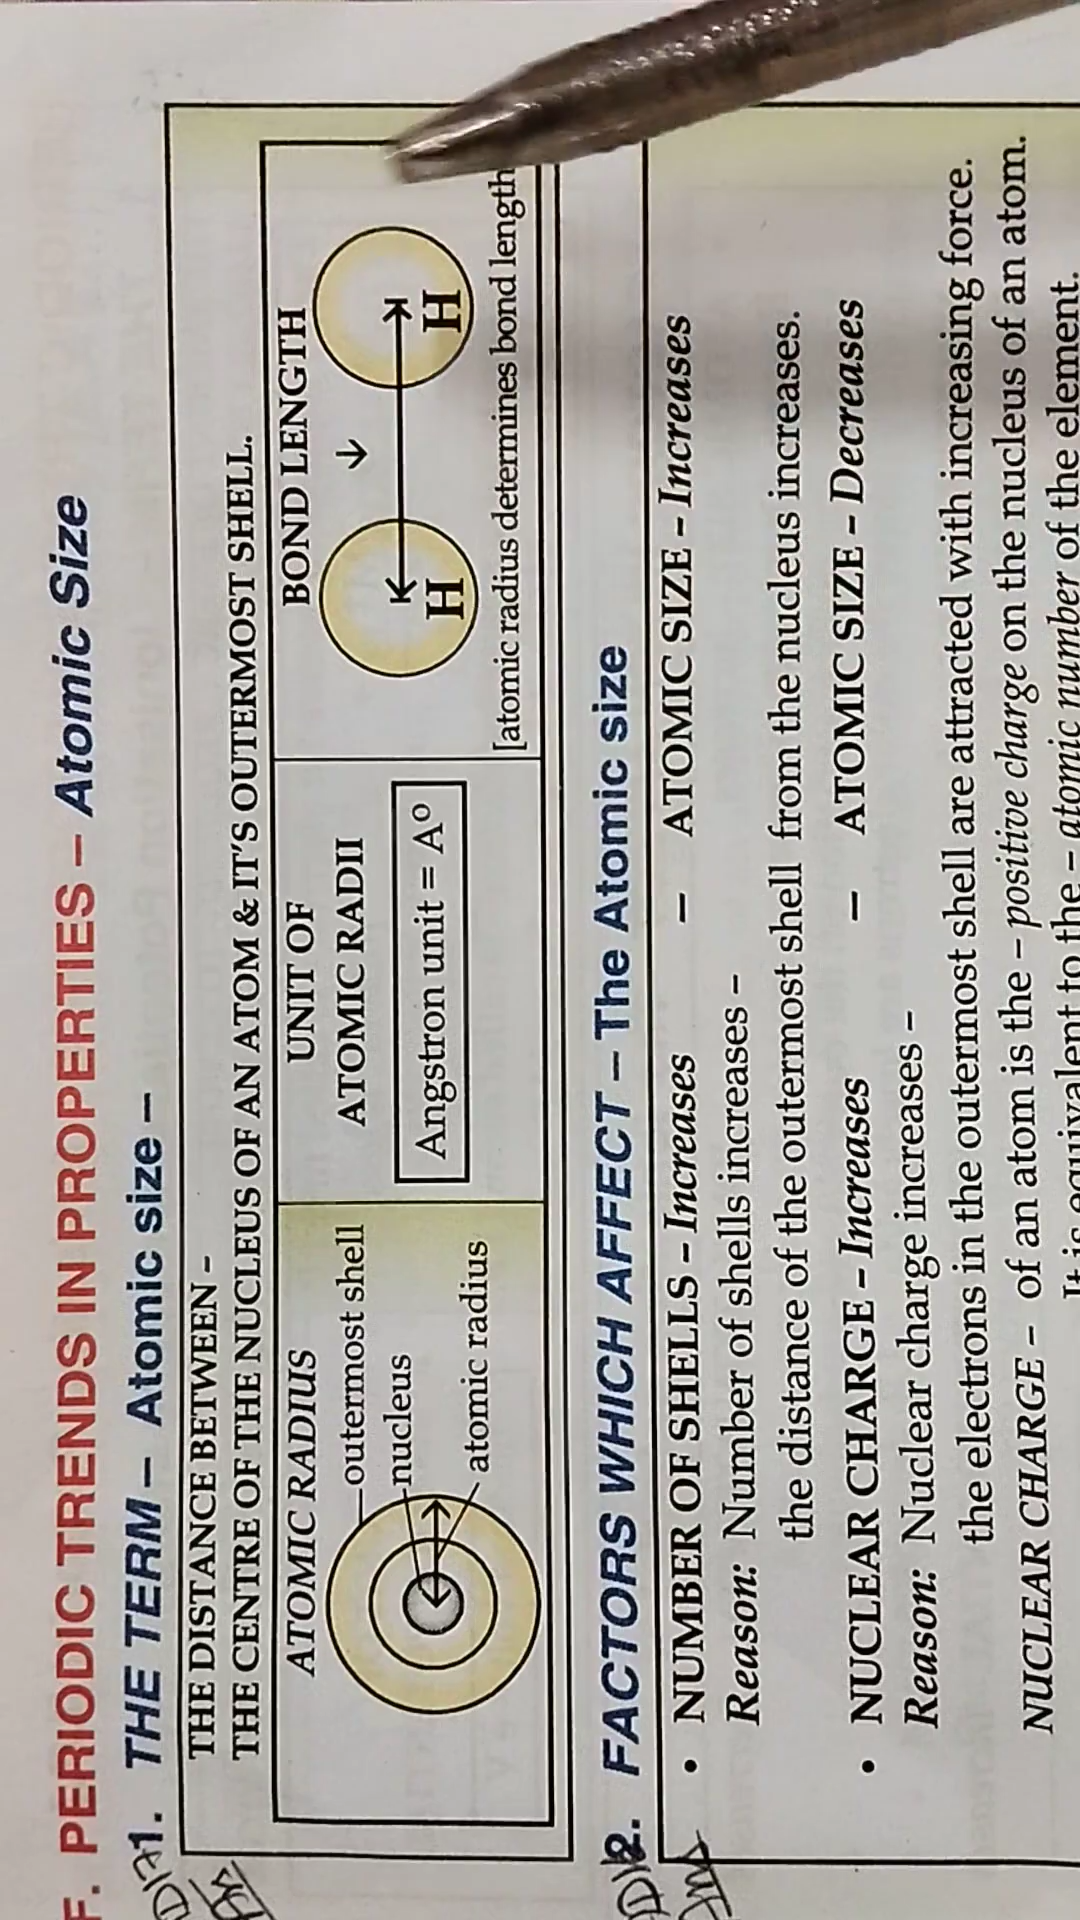 F. PERIODIC TRENDS IN PROPERTIES – Atomic Size
1. THE TERM – Atomic size –
THE DISTANCE BETWEEN –
THE CENTRE OF THE NUCLEUS OF AN ATOM & IT'S OUTERMOST SHELL.
ATOMIC RADIUS
outermost shell
nucleus
atomic radius
UNIT OF
ATOMIC RADII
Angstron unit = A°
BOND LENGTH
H H
[atomic radius determines bond length
2. FACTORS WHICH AFFECT – The Atomic size
• NUMBER OF SHELLS – Increases – ATOMIC SIZE – Increases
Reason: Number of shells increases –
the distance of the outermost shell from the nucleus increases.
• NUCLEAR CHARGE – Increases – ATOMIC SIZE – Decreases
Reason: Nuclear charge increases –
the electrons in the outermost shell are attracted with increasing force.
NUCLEAR CHARGE – of an atom is the – positive charge on the nucleus of an atom.
It is equivalent to the – atomic number of the element.